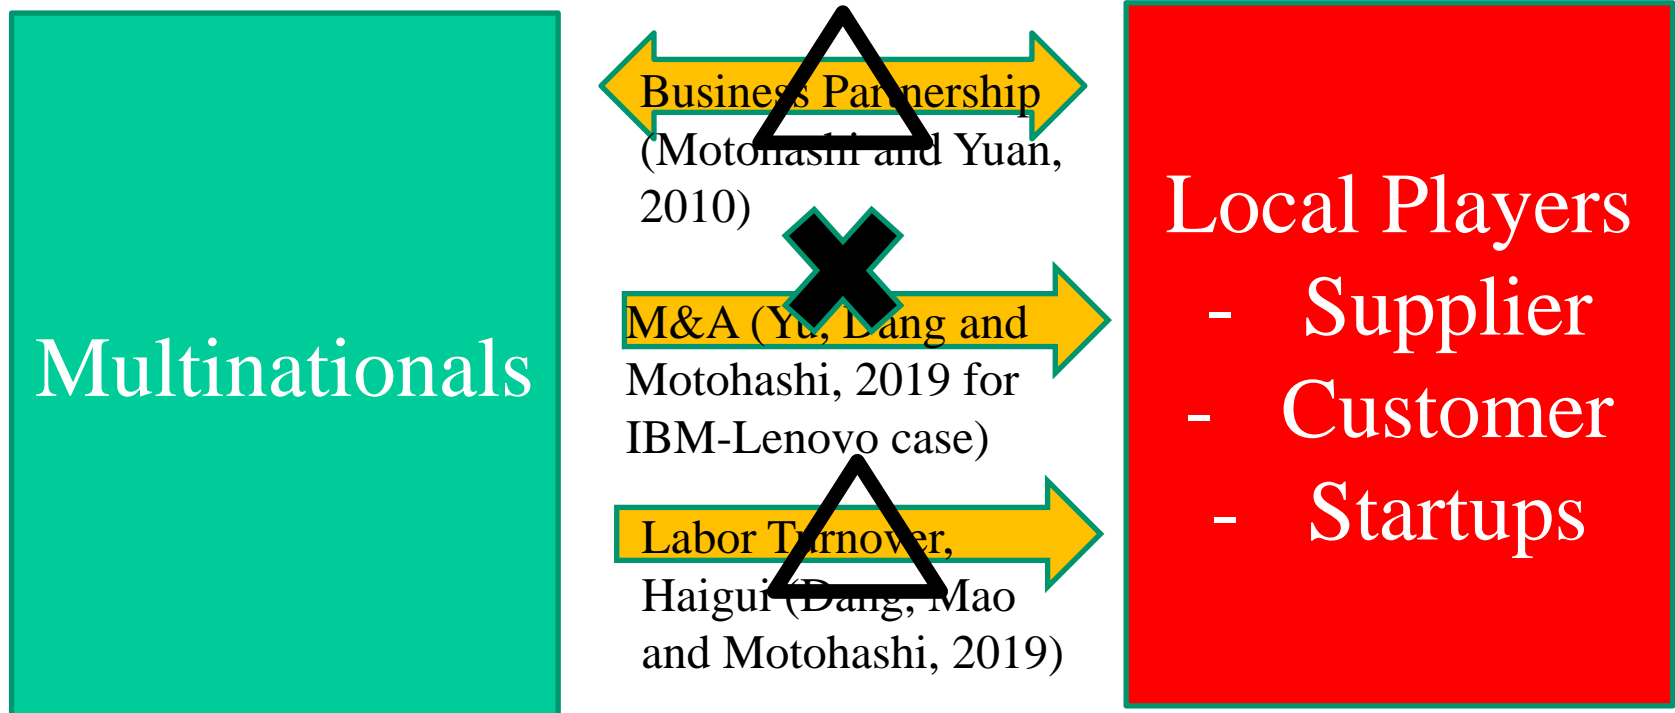 Multinationals
Business Partnership
(Motohashi and Yuan,
2010)
M&A (Yu, Dang and
Motohashi, 2019 for
IBM-Lenovo case)
Labor Turnover,
Haigui (Dang, Mao
and Motohashi, 2019)
Local Players
- Supplier
- Customer
- Startups